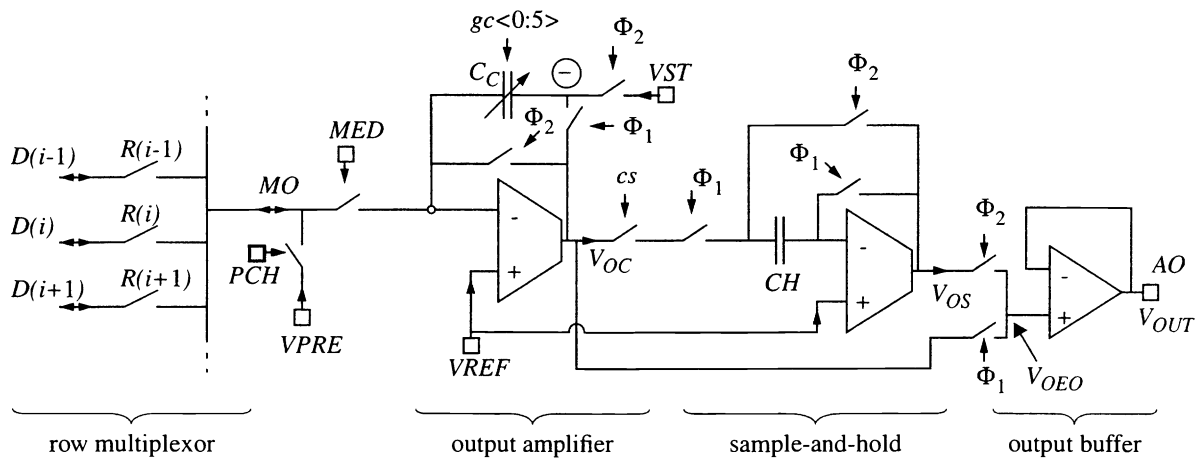 gc<0:5>
Φ2
CC
−
VST
Φ2
Φ2
Φ1
MED
Φ1
D(i-1)
R(i-1)
MO
cs
Φ1
D(i)
R(i)
-
-
Φ2
PCH
VOC
CH
-
AO
D(i+1)
R(i+1)
+
+
VOS
+
VOUT
VPRE
VREF
Φ1
VOEO
row multiplexor
output amplifier
sample-and-hold
output buffer